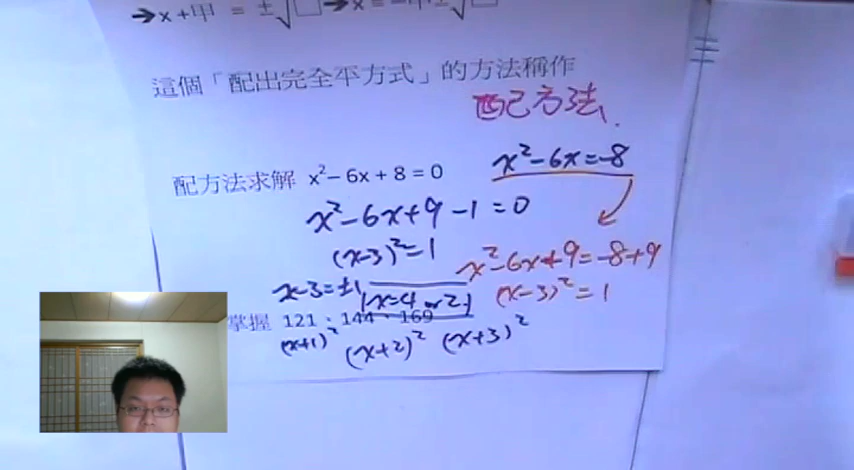 →x+甲 = ±√□ →x = −甲±√□
這個「配出完全平方式」的方法稱作
配方法
配方法求解 x²−6x+8=0
x²−6x+9−1=0
(x−3)²=1
x−3=±1
x=4 or 2
x²−6x=−8
x²−6x+9=−8+9
(x−3)²=1
掌握 121、144、169
(x+1)² (x+2)² (x+3)²